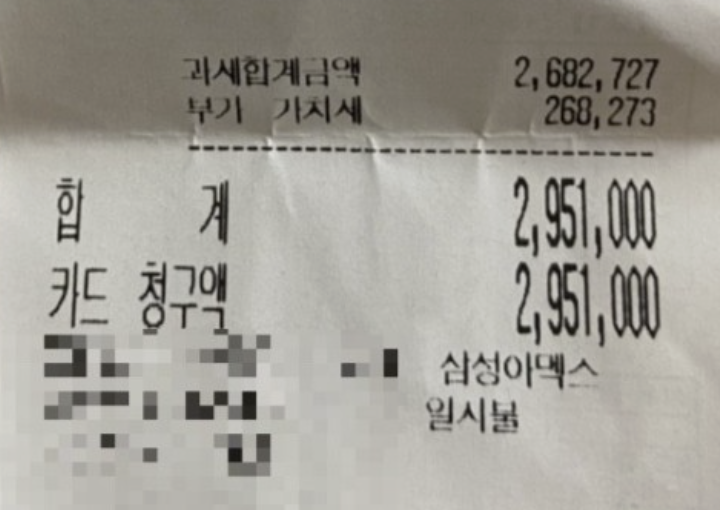 과세합계금액 2,682,727
부가 가치세 268,273
합 계 2,951,000
카드 청구액 2,951,000
삼성아멕스
일시불